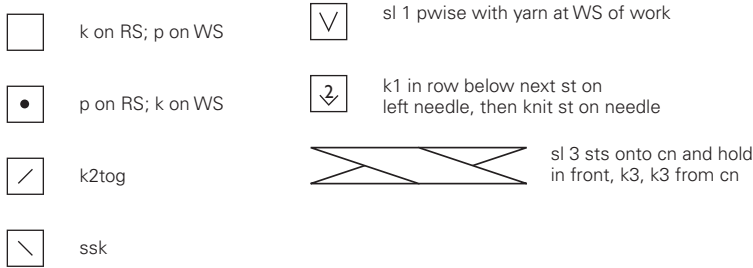 k on RS; p on WS
p on RS; k on WS
k2tog
ssk
sl 1 pwise with yarn at WS of work
2
k1 in row below next st on
left needle, then knit st on needle
sl 3 sts onto cn and hold
in front, k3, k3 from cn